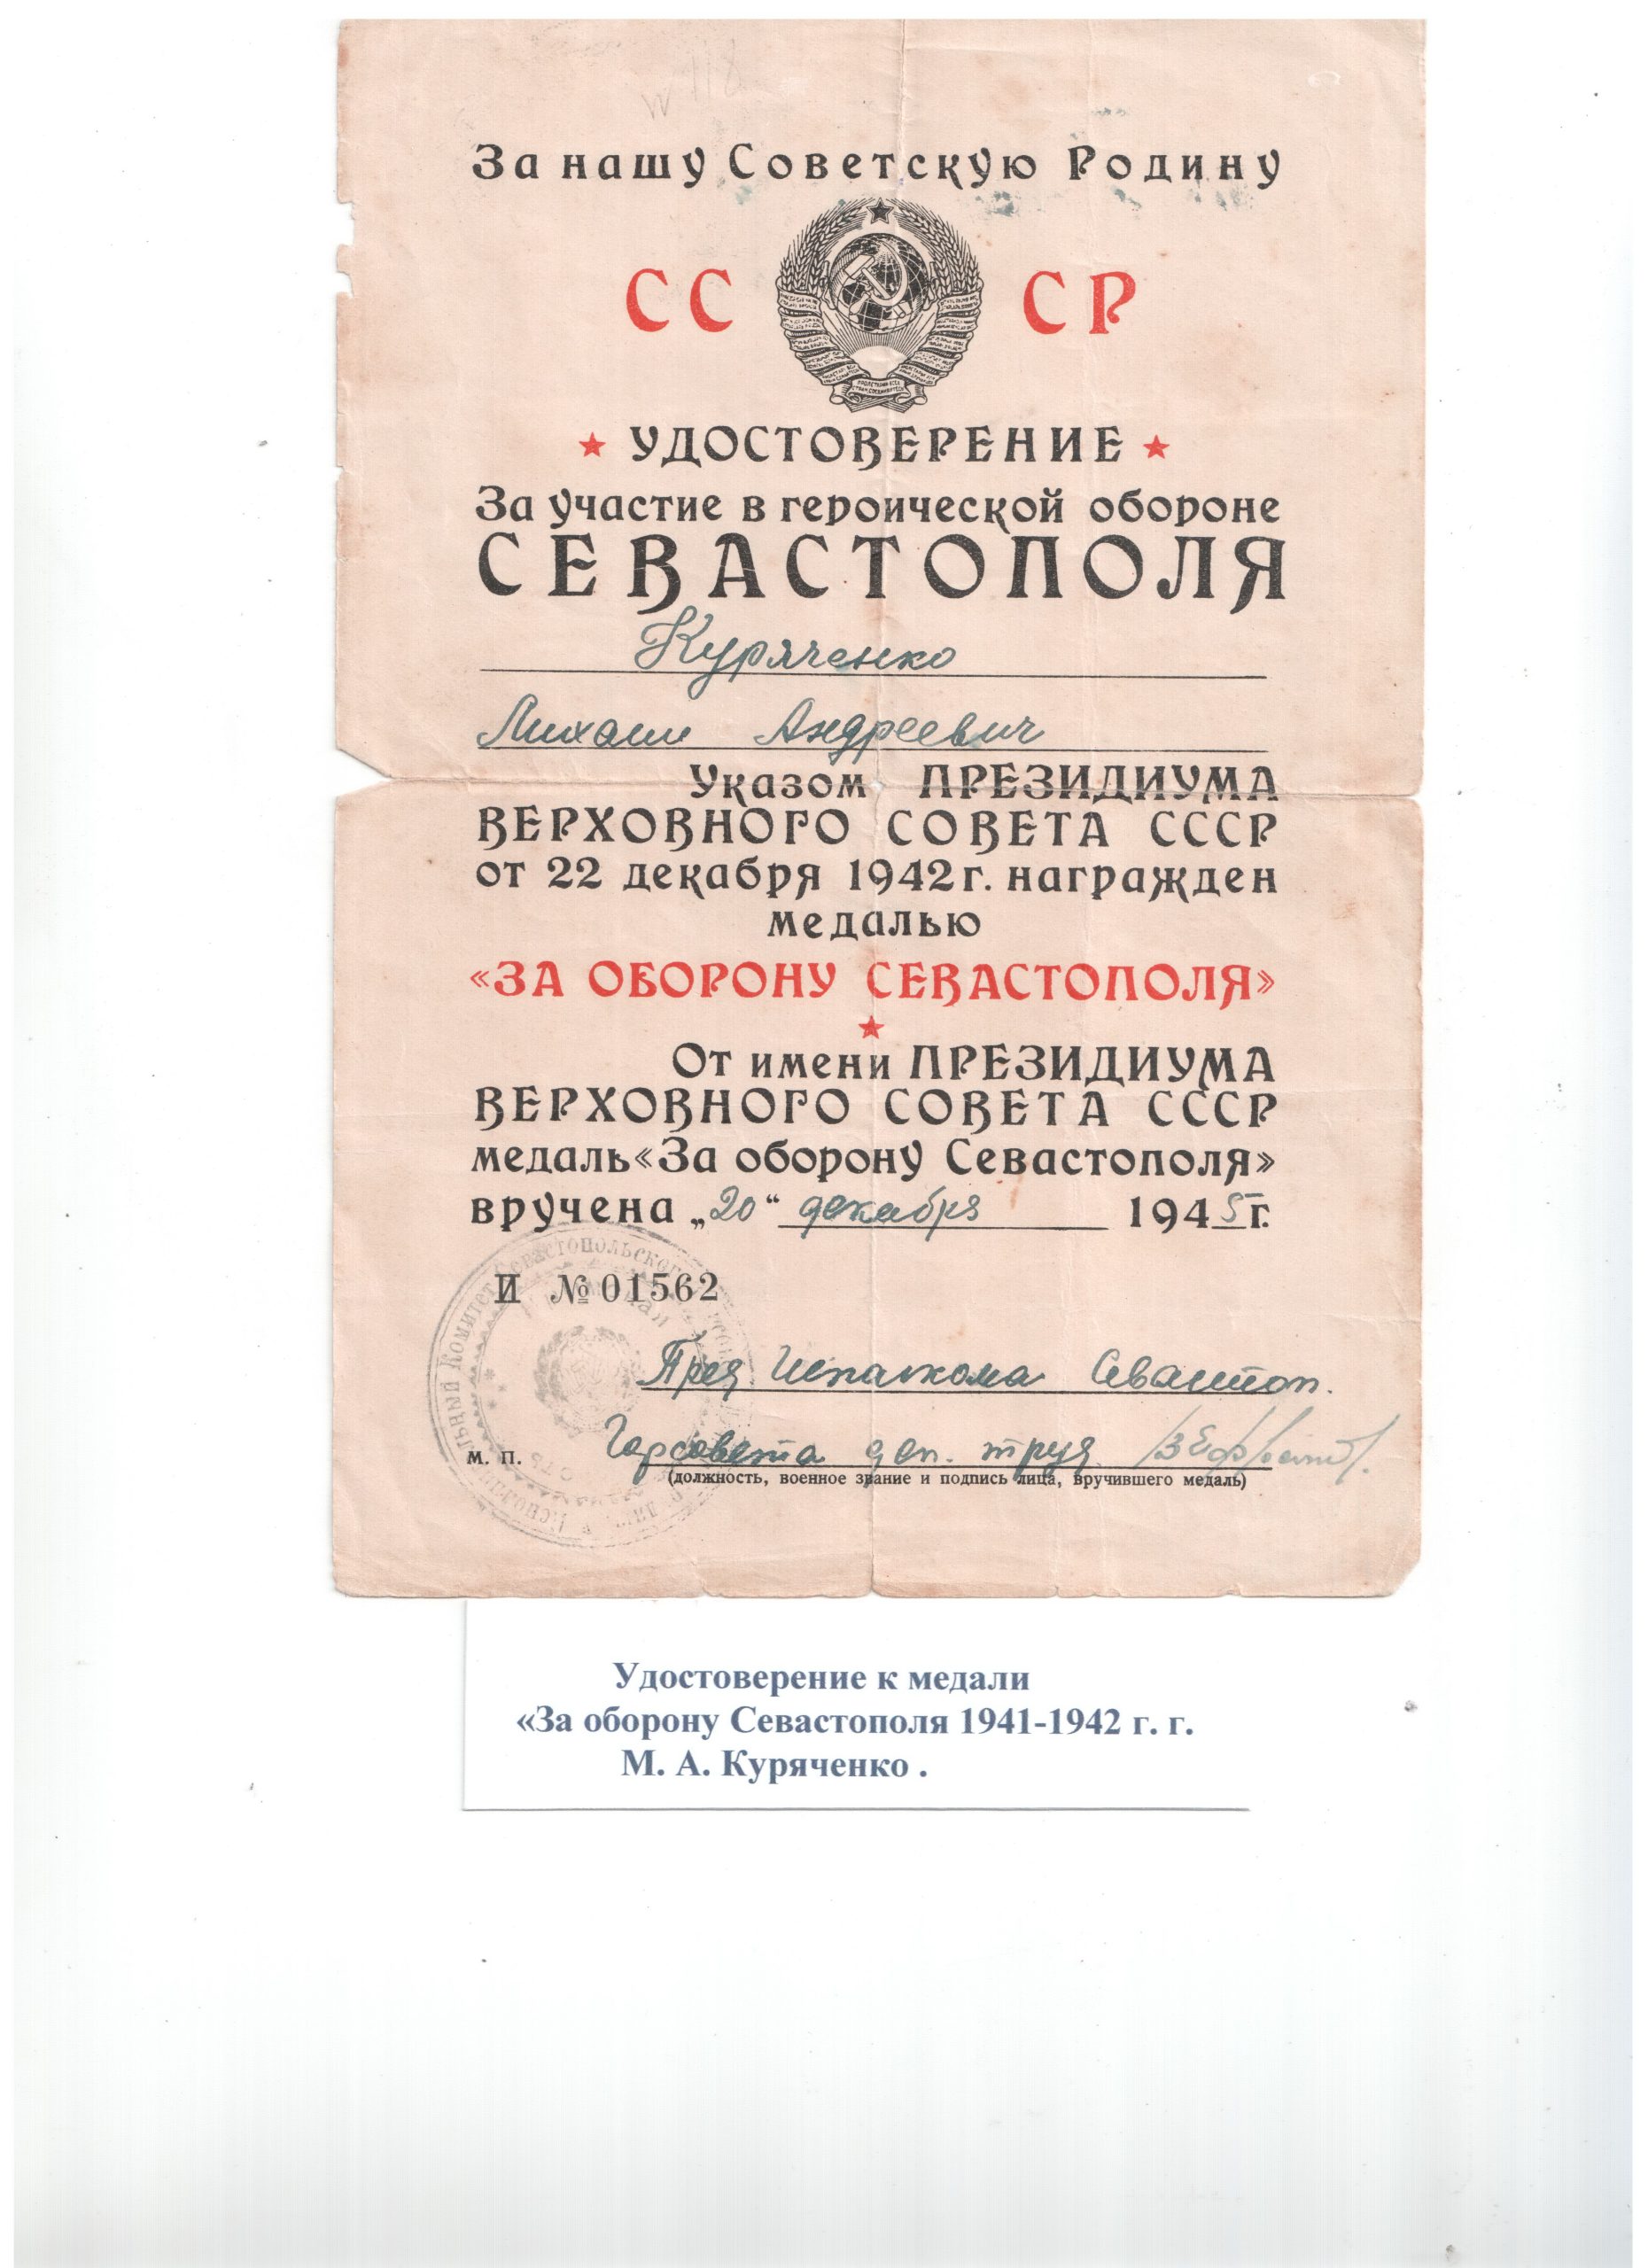 № 118
За нашу Советскую Родину
СС СР
УДОСТОВЕРЕНИЕ
За участие в героической обороне
СЕВАСТОПОЛЯ
Куряченко
Михаил Андреевич
Указом ПРЕЗИДИУМА
ВЕРХОВНОГО СОВЕТА СССР
от 22 декабря 1942 г. награжден
медалью
«ЗА ОБОРОНУ СЕВАСТОПОЛЯ»
От имени ПРЕЗИДИУМА
ВЕРХОВНОГО СОВЕТА СССР
медаль «За оборону Севастополя»
вручена „20“ декабря 1945 г.
И № 01562
Пред. Исполкома Севастоп.
м. п. Горсовета деп. труд.
(должность, военное звание и подпись лица, вручившего медаль)
Удостоверение к медали
«За оборону Севастополя 1941-1942 г. г.
М. А. Куряченко .